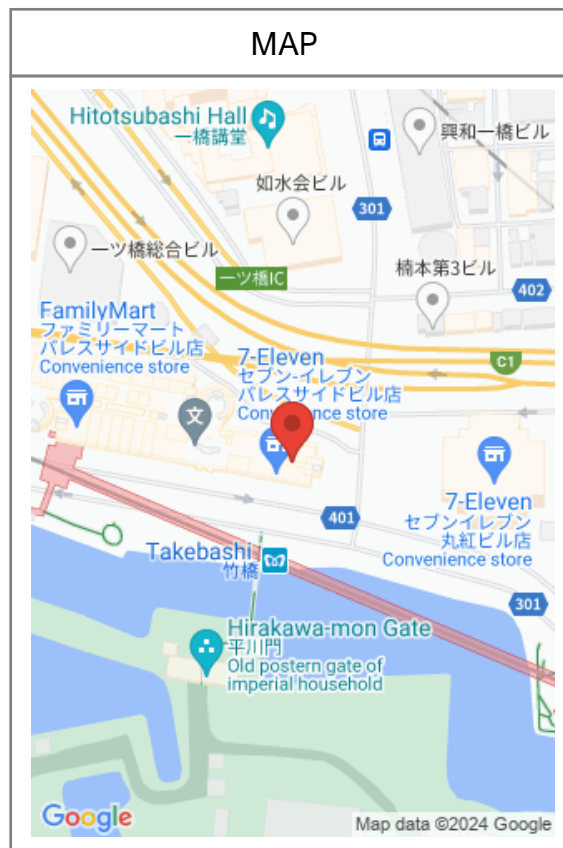 MAP
Hitotsubashi Hall
一橋講堂
興和一橋ビル
如水会ビル
301
一ツ橋総合ビル
一ツ橋IC
楠本第3ビル
402
FamilyMart
ファミリーマート
パレスサイドビル店
Convenience store
7-Eleven
セブン-イレブン
パレスサイドビル店
Convenience store
C1
文
401
7-Eleven
セブンイレブン
丸紅ビル店
Convenience store
Takebashi
竹橋
301
Hirakawa-mon Gate
平川門
Old postern gate of
imperial household
Google
Map data ©2024 Google